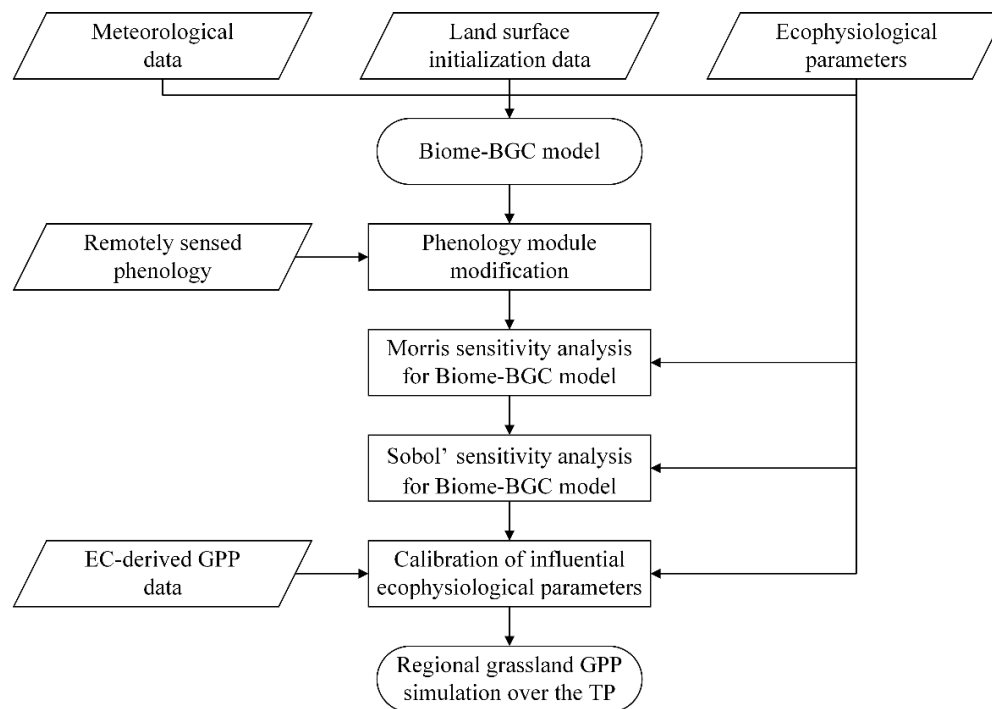 Meteorological
data
Land surface
initialization data
Ecophysiological
parameters
Biome-BGC model
Remotely sensed
phenology
Phenology module
modification
Morris sensitivity analysis
for Biome-BGC model
Sobol’ sensitivity analysis
for Biome-BGC model
EC-derived GPP
data
Calibration of influential
ecophysiological parameters
Regional grassland GPP
simulation over the TP